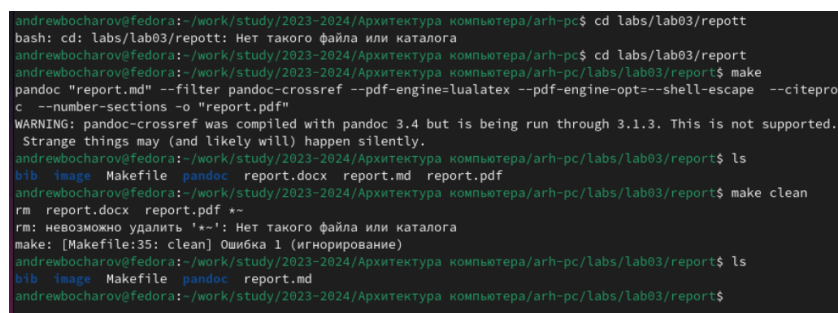 andrewbocharov@fedora:~/work/study/2023-2024/Архитектура компьютера/arh-pc$ cd labs/lab03/repott
bash: cd: labs/lab03/repott: Нет такого файла или каталога
andrewbocharov@fedora:~/work/study/2023-2024/Архитектура компьютера/arh-pc$ cd labs/lab03/report
andrewbocharov@fedora:~/work/study/2023-2024/Архитектура компьютера/arh-pc/labs/lab03/report$ make
pandoc "report.md" --filter pandoc-crossref --pdf-engine=lualatex --pdf-engine-opt=--shell-escape  --citepro
c  --number-sections -o "report.pdf"
WARNING: pandoc-crossref was compiled with pandoc 3.4 but is being run through 3.1.3. This is not supported.
 Strange things may (and likely will) happen silently.
andrewbocharov@fedora:~/work/study/2023-2024/Архитектура компьютера/arh-pc/labs/lab03/report$ ls
bib  image  Makefile  pandoc  report.docx  report.md  report.pdf
andrewbocharov@fedora:~/work/study/2023-2024/Архитектура компьютера/arh-pc/labs/lab03/report$ make clean
rm  report.docx  report.pdf *~
rm: невозможно удалить '*~': Нет такого файла или каталога
make: [Makefile:35: clean] Ошибка 1 (игнорирование)
andrewbocharov@fedora:~/work/study/2023-2024/Архитектура компьютера/arh-pc/labs/lab03/report$ ls
bib  image  Makefile  pandoc  report.md
andrewbocharov@fedora:~/work/study/2023-2024/Архитектура компьютера/arh-pc/labs/lab03/report$